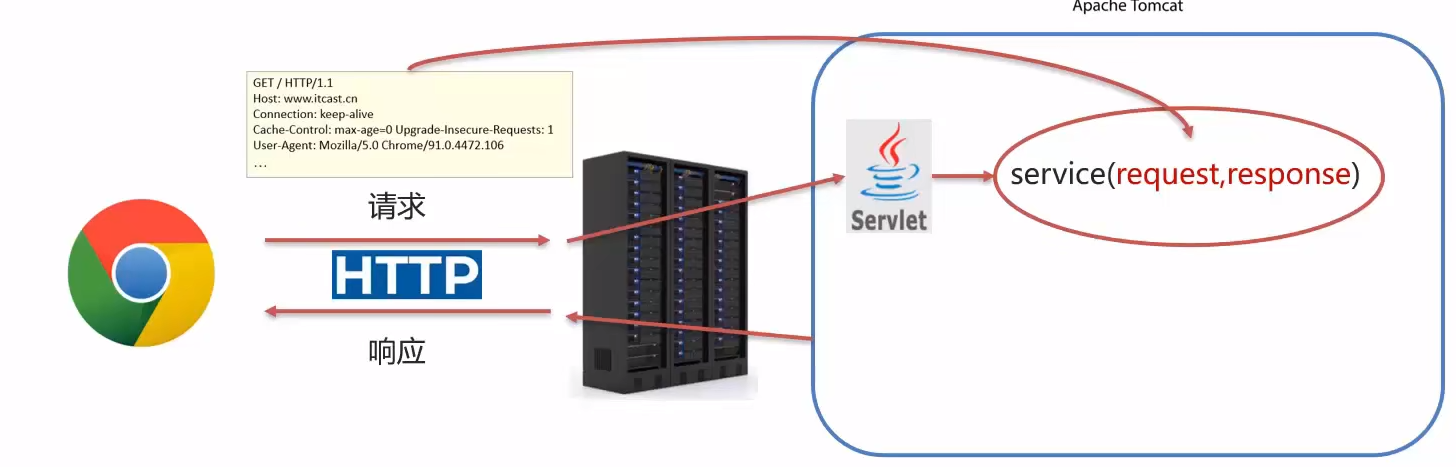 Apache Tomcat
GET / HTTP/1.1
Host: www.itcast.cn
Connection: keep-alive
Cache-Control: max-age=0 Upgrade-Insecure-Requests: 1
User-Agent: Mozilla/5.0 Chrome/91.0.4472.106
...
请求
HTTP
响应
Servlet
service(request,response)